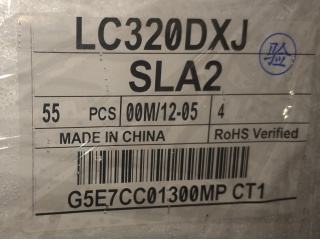 LC320DXJ
验
SLA2
55 PCS 00M/12-05 4
MADE IN CHINA RoHS Verified
G5E7CC01300MP CT1